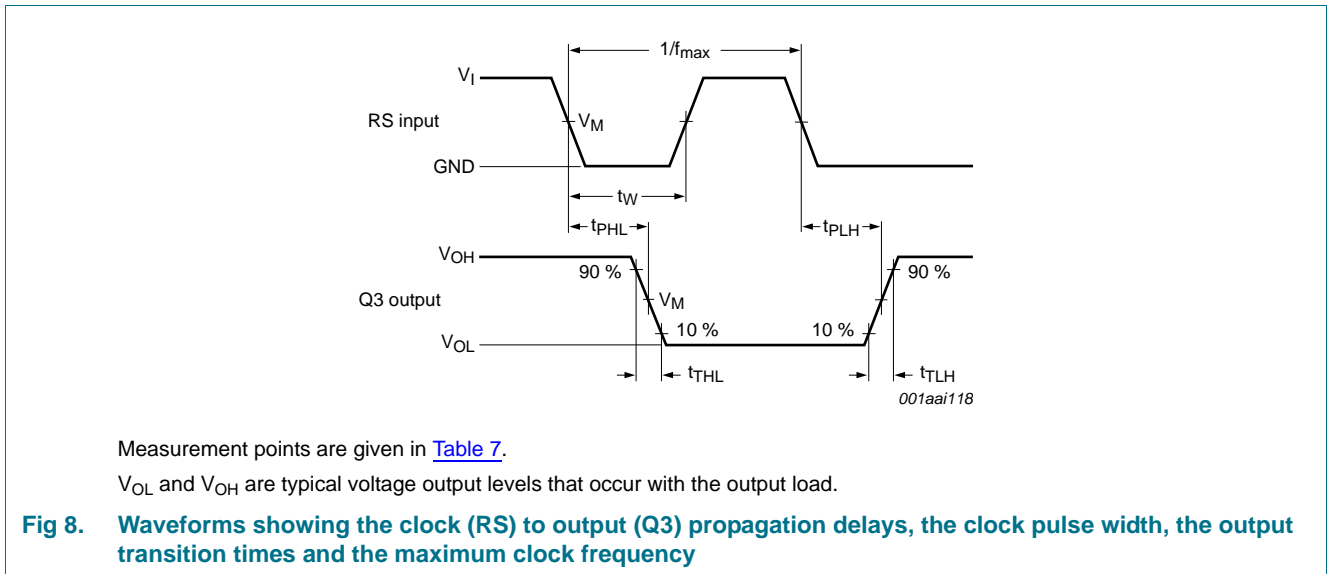 1/fmax
VI
RS input
VM
GND
tW
tPHL
tPLH
VOH
90 %
90 %
Q3 output
VM
10 %
10 %
VOL
tTHL
tTLH
001aai118
Measurement points are given in Table 7.
VOL and VOH are typical voltage output levels that occur with the output load.
Fig 8. Waveforms showing the clock (RS) to output (Q3) propagation delays, the clock pulse width, the output
transition times and the maximum clock frequency